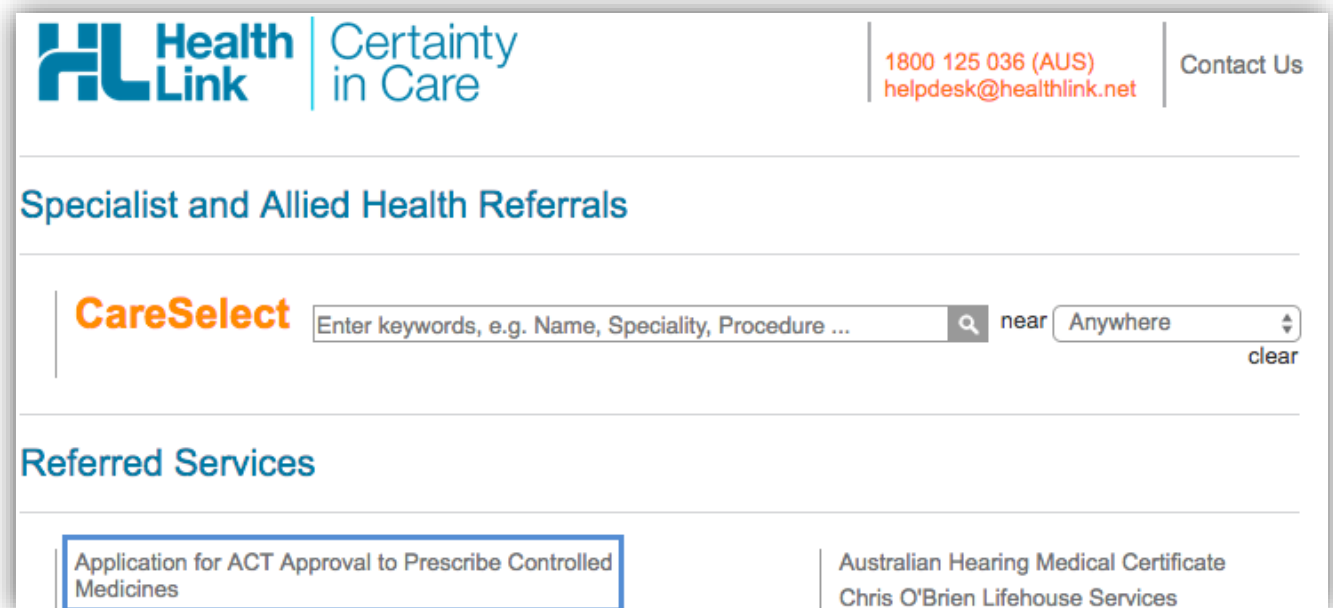 HL Health Link
Certainty in Care
1800 125 036 (AUS)
helpdesk@healthlink.net
Contact Us
Specialist and Allied Health Referrals
CareSelect
Enter keywords, e.g. Name, Speciality, Procedure ...
near
Anywhere
clear
Referred Services
Application for ACT Approval to Prescribe Controlled
Medicines
Australian Hearing Medical Certificate
Chris O'Brien Lifehouse Services